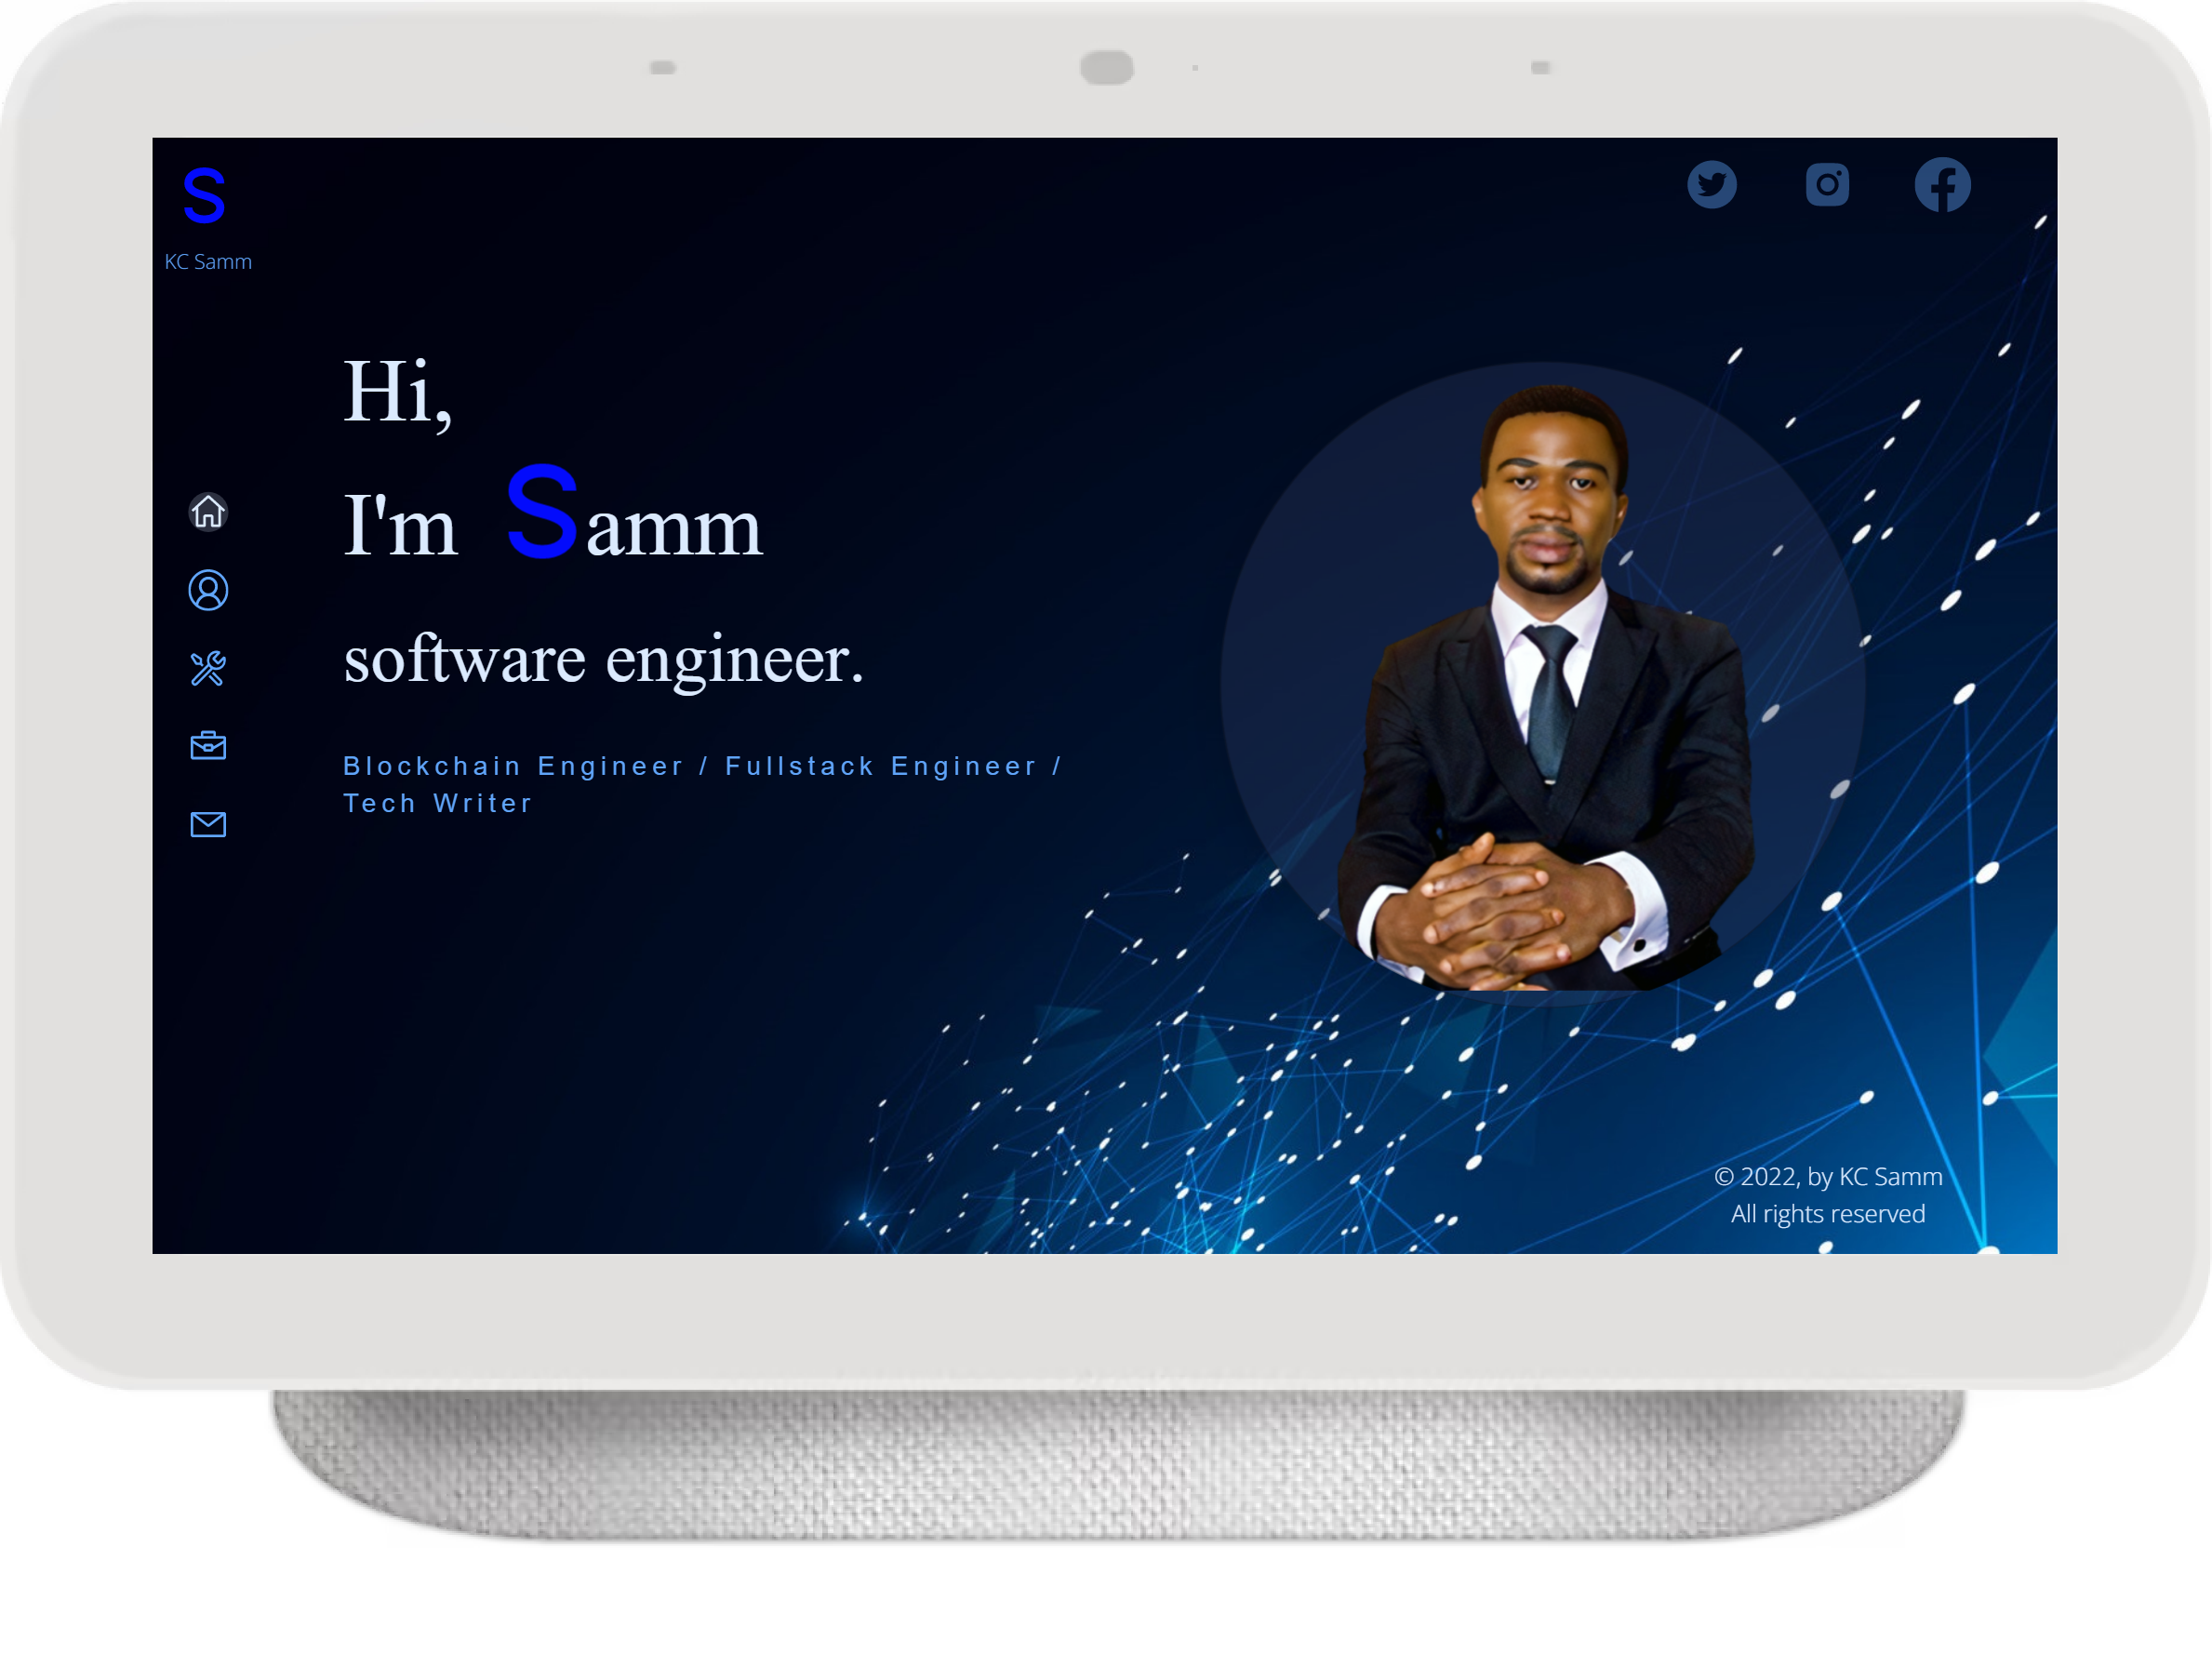 S
KC Samm
Hi,
I'm Samm
software engineer.
Blockchain Engineer / Fullstack Engineer /
Tech Writer
© 2022, by KC Samm
All rights reserved